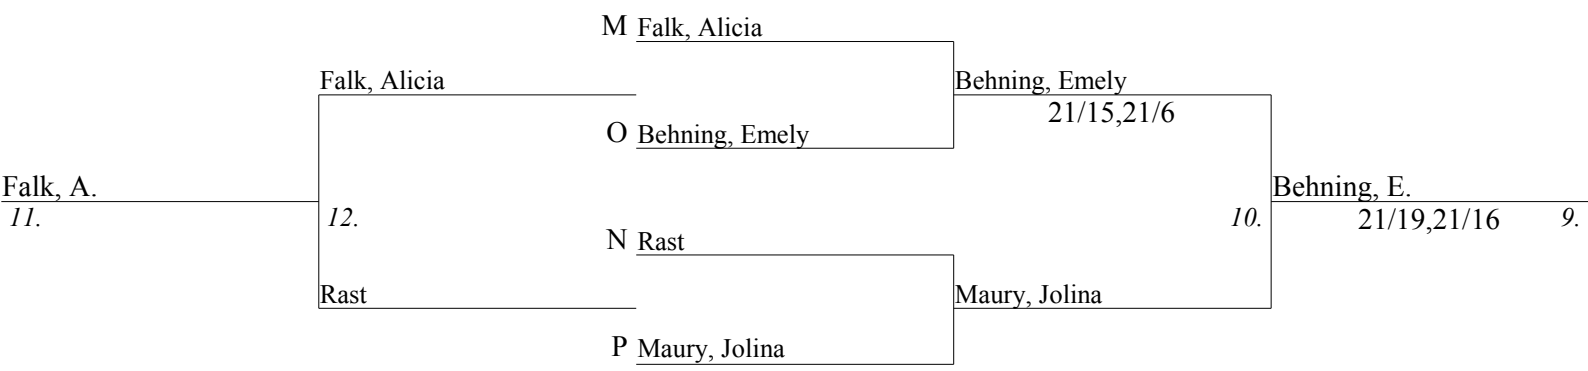 M Falk, Alicia
Falk, Alicia
Behning, Emely
21/15,21/6
O Behning, Emely
Falk, A.
11.
12.
Behning, E.
10.
21/19,21/16
9.
N Rast
Rast
Maury, Jolina
P Maury, Jolina